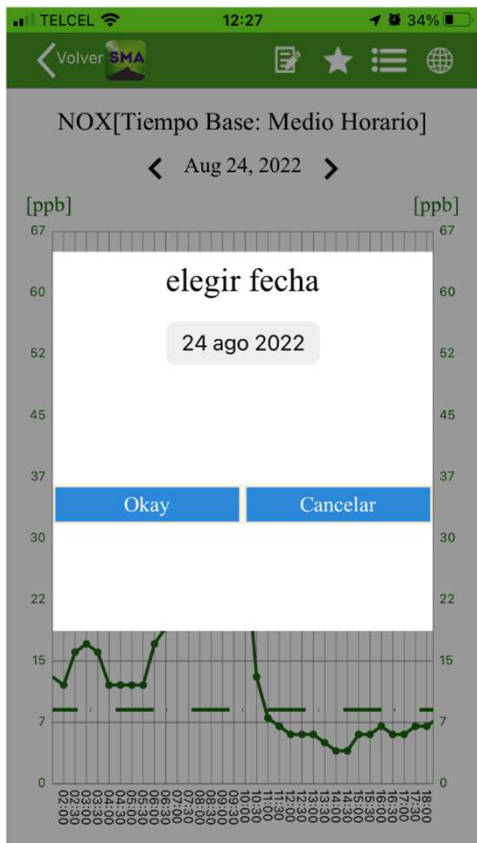 TELCEL 12:27 34%
Volver SMA
NOX[Tiempo Base: Medio Horario]
Aug 24, 2022
[ppb] [ppb]
67 67
elegir fecha
60 60
24 ago 2022
52 52
45 45
37 37
Okay Cancelar
30 30
22 22
15 15
7 7
0 0
02:00 02:30 03:00 03:30 04:00 04:30 05:00 05:30 06:00 06:30 07:00 07:30 08:00 08:30 09:00 09:30 10:00 10:30 11:00 11:30 12:00 12:30 13:00 13:30 14:00 14:30 15:00 15:30 16:00 16:30 17:00 17:30 18:00